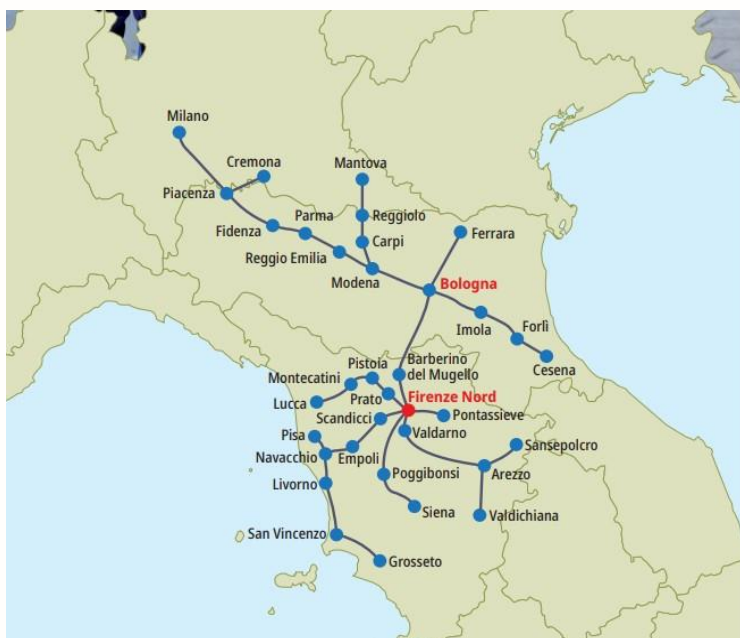 Milano
Cremona
Mantova
Piacenza
Parma
Reggiolo
Ferrara
Fidenza
Carpi
Reggio Emilia
Modena
Bologna
Imola
Forlì
Cesena
Barberino
del Mugello
Pistoia
Montecatini
Firenze Nord
Prato
Lucca
Scandicci
Pontassieve
Pisa
Valdarno
Sansepolcro
Navacchio
Empoli
Poggibonsi
Arezzo
Livorno
Siena
Valdichiana
San Vincenzo
Grosseto